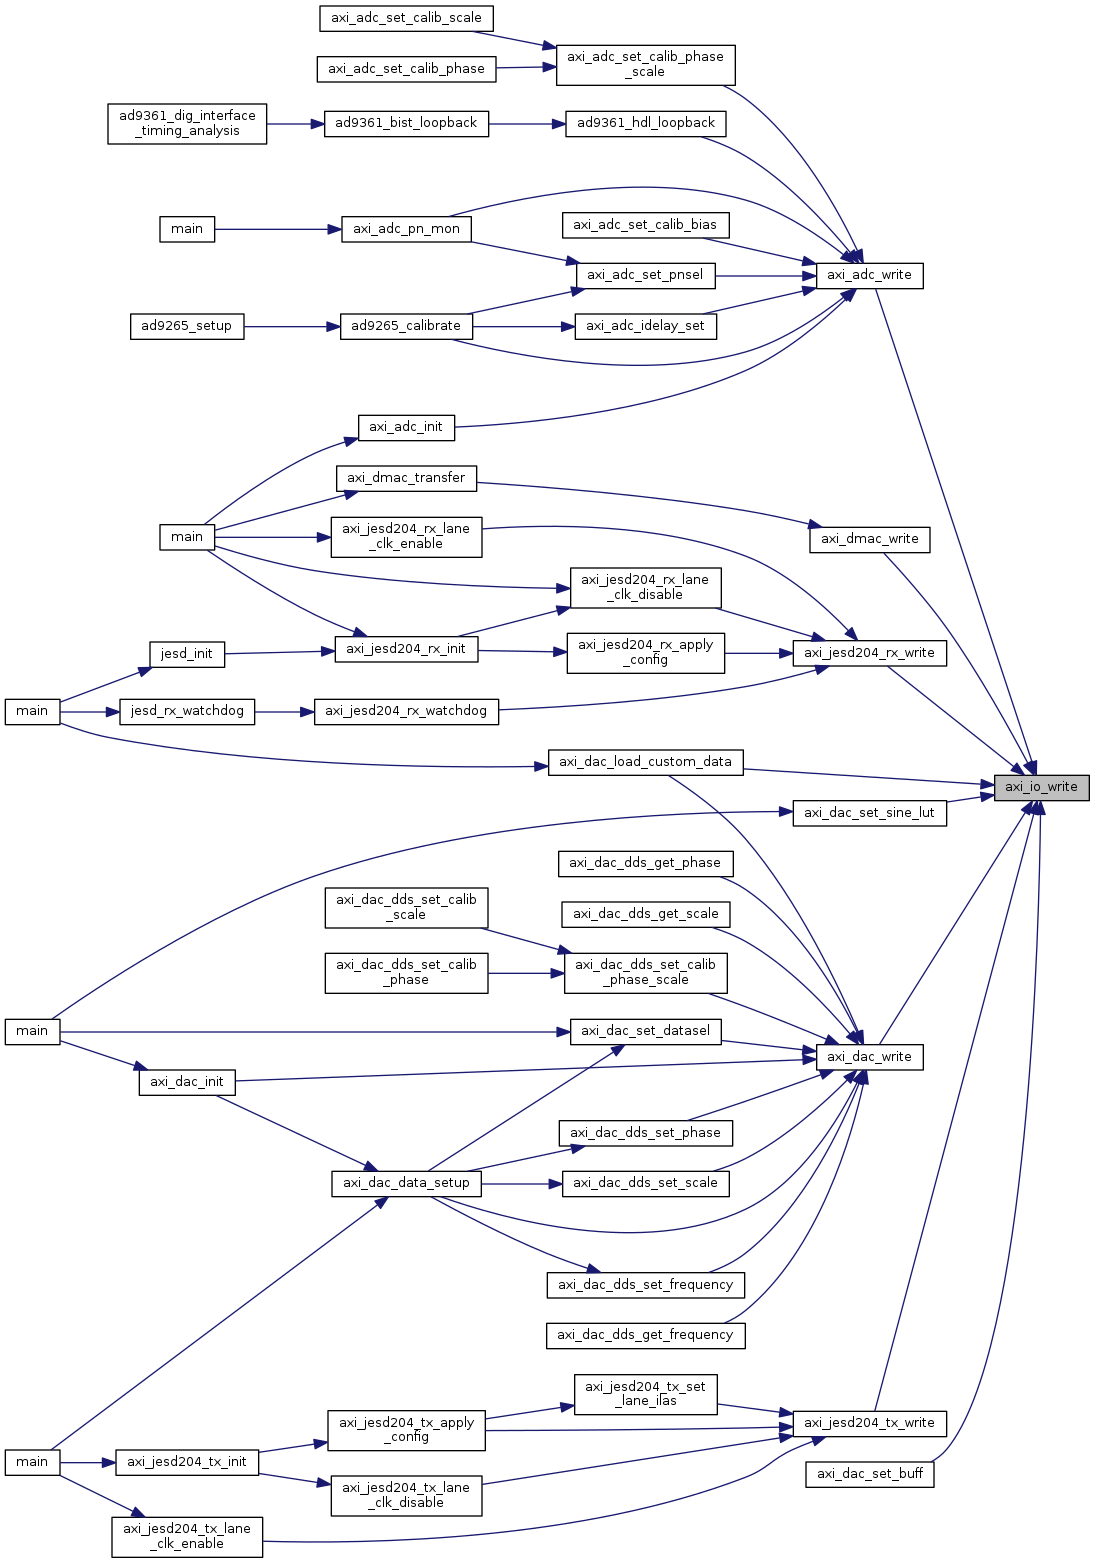 axi_adc_set_calib_scale
axi_adc_set_calib_phase
_scale
axi_adc_set_calib_phase
ad9361_dig_interface
_timing_analysis
ad9361_bist_loopback
ad9361_hdl_loopback
main
axi_adc_pn_mon
axi_adc_set_calib_bias
axi_adc_set_pnsel
axi_adc_write
ad9265_setup
ad9265_calibrate
axi_adc_idelay_set
axi_adc_init
axi_dmac_transfer
main
axi_jesd204_rx_lane
_clk_enable
axi_dmac_write
axi_jesd204_rx_lane
_clk_disable
jesd_init
axi_jesd204_rx_init
axi_jesd204_rx_apply
_config
axi_jesd204_rx_write
main
jesd_rx_watchdog
axi_jesd204_rx_watchdog
axi_dac_load_custom_data
axi_io_write
axi_dac_set_sine_lut
axi_dac_dds_get_phase
axi_dac_dds_set_calib
_scale
axi_dac_dds_get_scale
axi_dac_dds_set_calib
_phase
axi_dac_dds_set_calib
_phase_scale
main
axi_dac_set_datasel
axi_dac_write
axi_dac_init
axi_dac_dds_set_phase
axi_dac_data_setup
axi_dac_dds_set_scale
axi_dac_dds_set_frequency
axi_dac_dds_get_frequency
axi_jesd204_tx_set
_lane_ilas
axi_jesd204_tx_apply
_config
axi_jesd204_tx_write
main
axi_jesd204_tx_init
axi_dac_set_buff
axi_jesd204_tx_lane
_clk_disable
axi_jesd204_tx_lane
_clk_enable